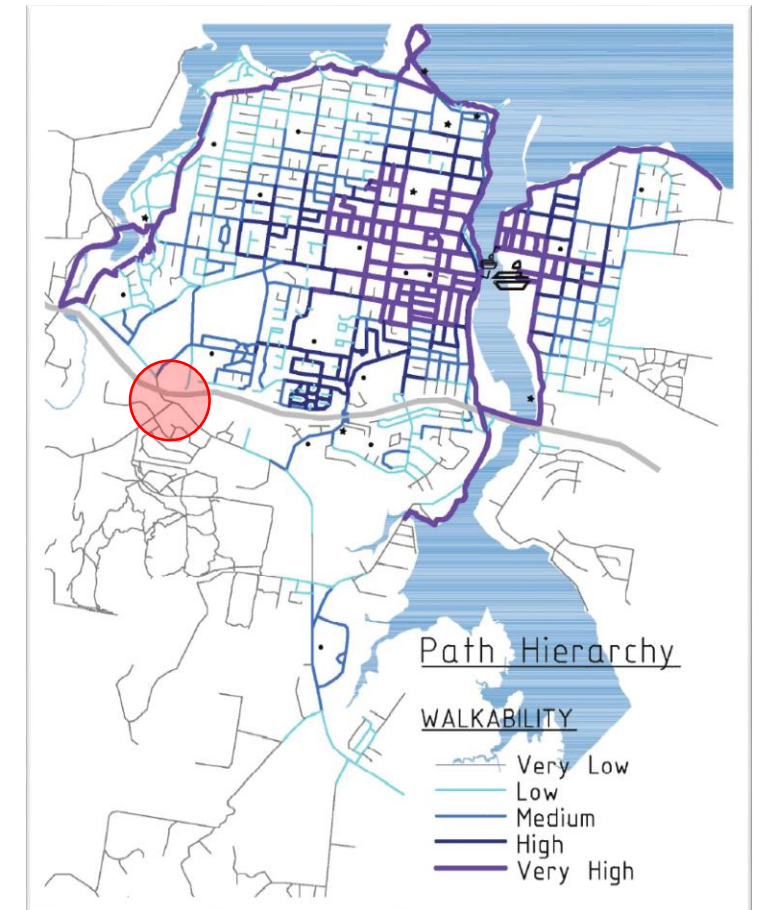 Path Hierarchy
WALKABILITY
Very Low
Low
Medium
High
Very High